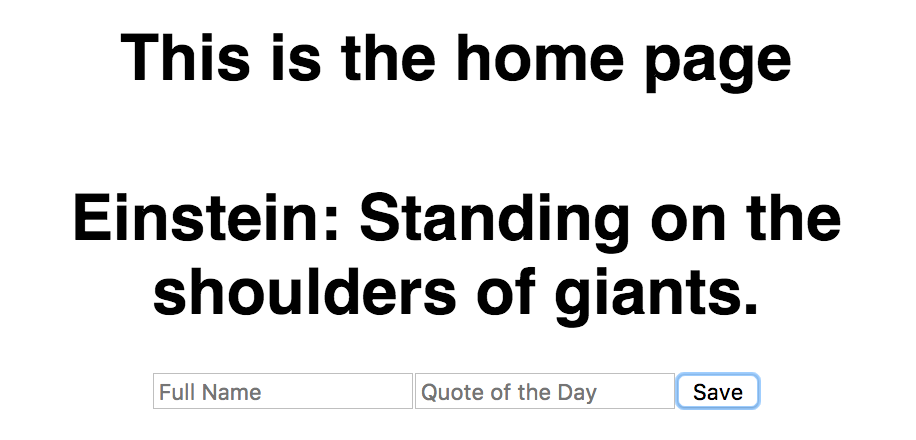 This is the home page
Einstein: Standing on the
shoulders of giants.
Full Name Quote of the Day Save